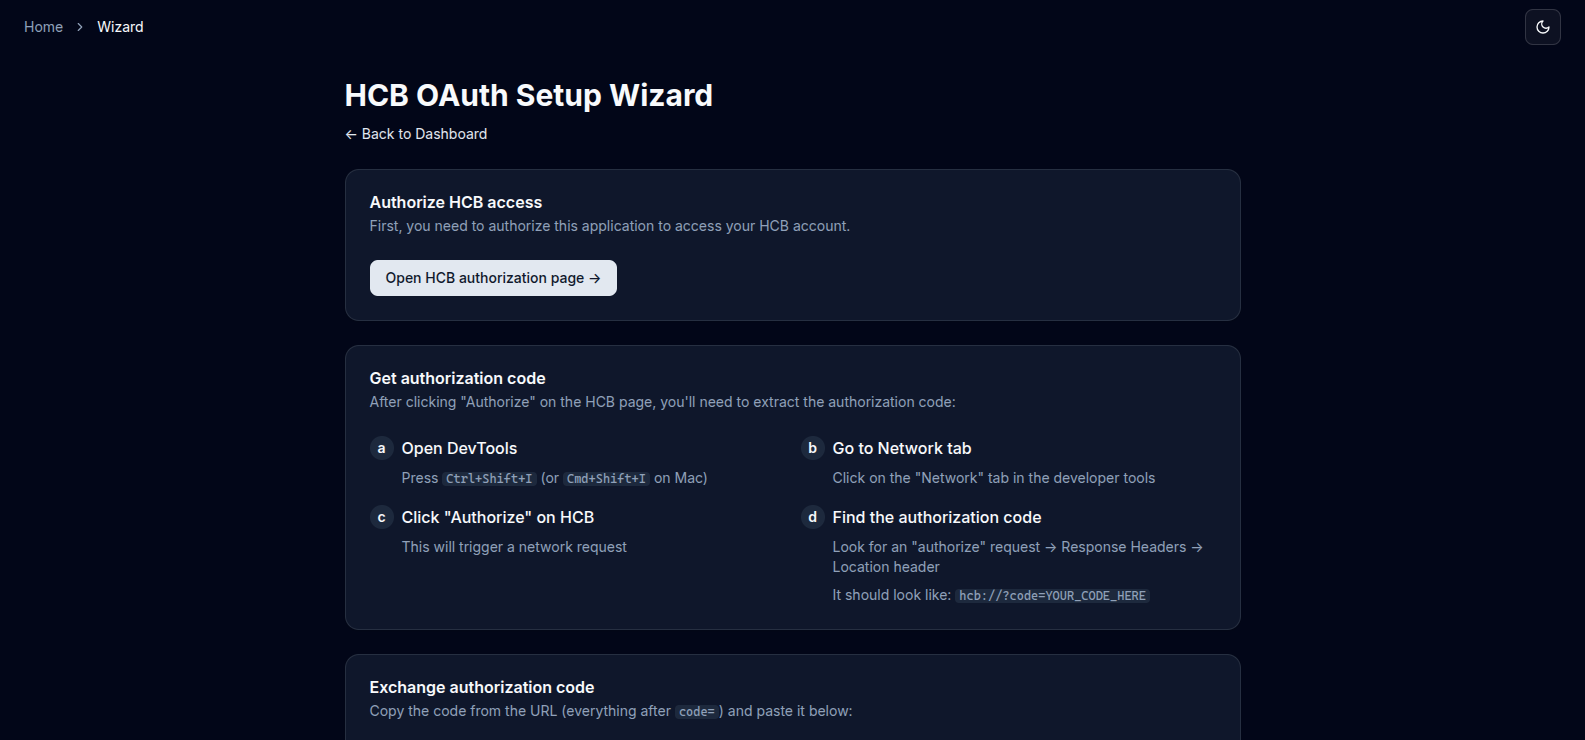 Home > Wizard
HCB OAuth Setup Wizard
← Back to Dashboard
Authorize HCB access
First, you need to authorize this application to access your HCB account.
Open HCB authorization page →
Get authorization code
After clicking "Authorize" on the HCB page, you'll need to extract the authorization code:
a Open DevTools
Press Ctrl+Shift+I (or Cmd+Shift+I on Mac)
b Go to Network tab
Click on the "Network" tab in the developer tools
c Click "Authorize" on HCB
This will trigger a network request
d Find the authorization code
Look for an "authorize" request → Response Headers →
Location header
It should look like: hcb://?code=YOUR_CODE_HERE
Exchange authorization code
Copy the code from the URL (everything after code=) and paste it below: